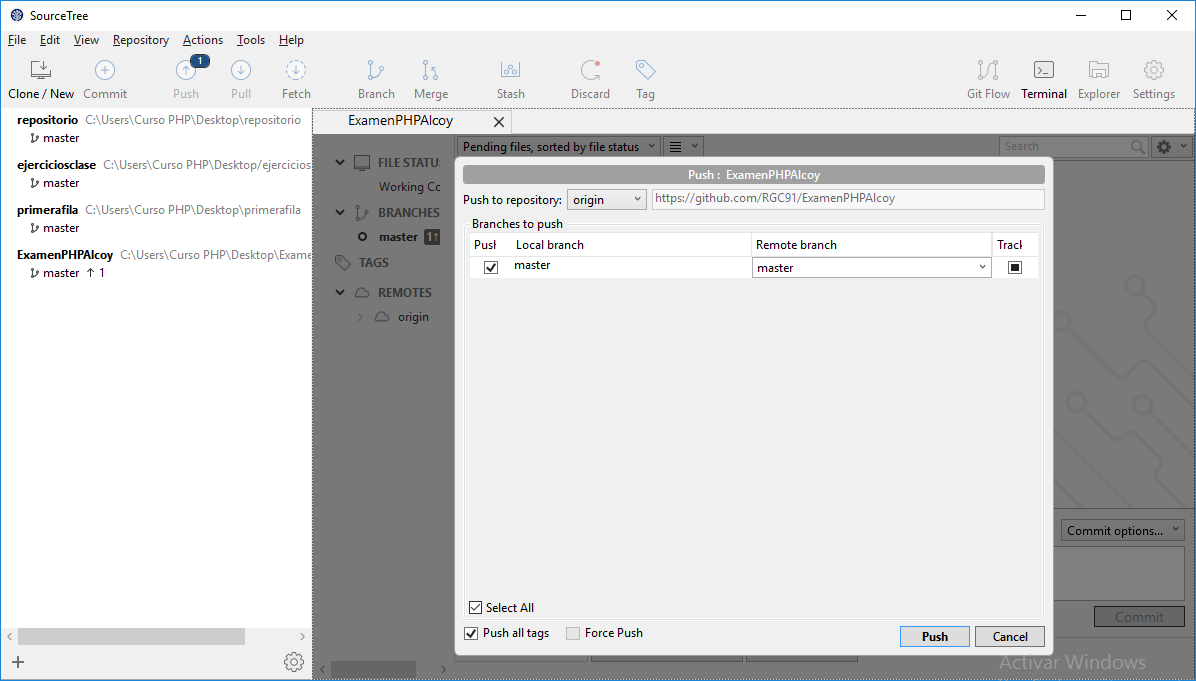 SourceTree
File Edit View Repository Actions Tools Help
1
Clone / New Commit Push Pull Fetch Branch Merge Stash Discard Tag Git Flow Terminal Explorer Settings
repositorio C:\Users\Curso PHP\Desktop\repositorio
master
ejerciciosclase C:\Users\Curso PHP\Desktop/ejercicios
master
primerafila C:\Users\Curso PHP\Desktop\primerafila
master
ExamenPHPAlcoy C:\Users\Curso PHP\Desktop\Exame
master 1
ExamenPHPAlcoy
Pending files, sorted by file status
Search
FILE STATU
Working Co
BRANCHES
master 1
TAGS
REMOTES
origin
Push : ExamenPHPAlcoy
Push to repository: origin https://github.com/RGC91/ExamenPHPAlcoy
Branches to push
Push Local branch Remote branch Track
master master
Select All
Push all tags Force Push
Push Cancel
Commit options...
Commit
Activar Windows